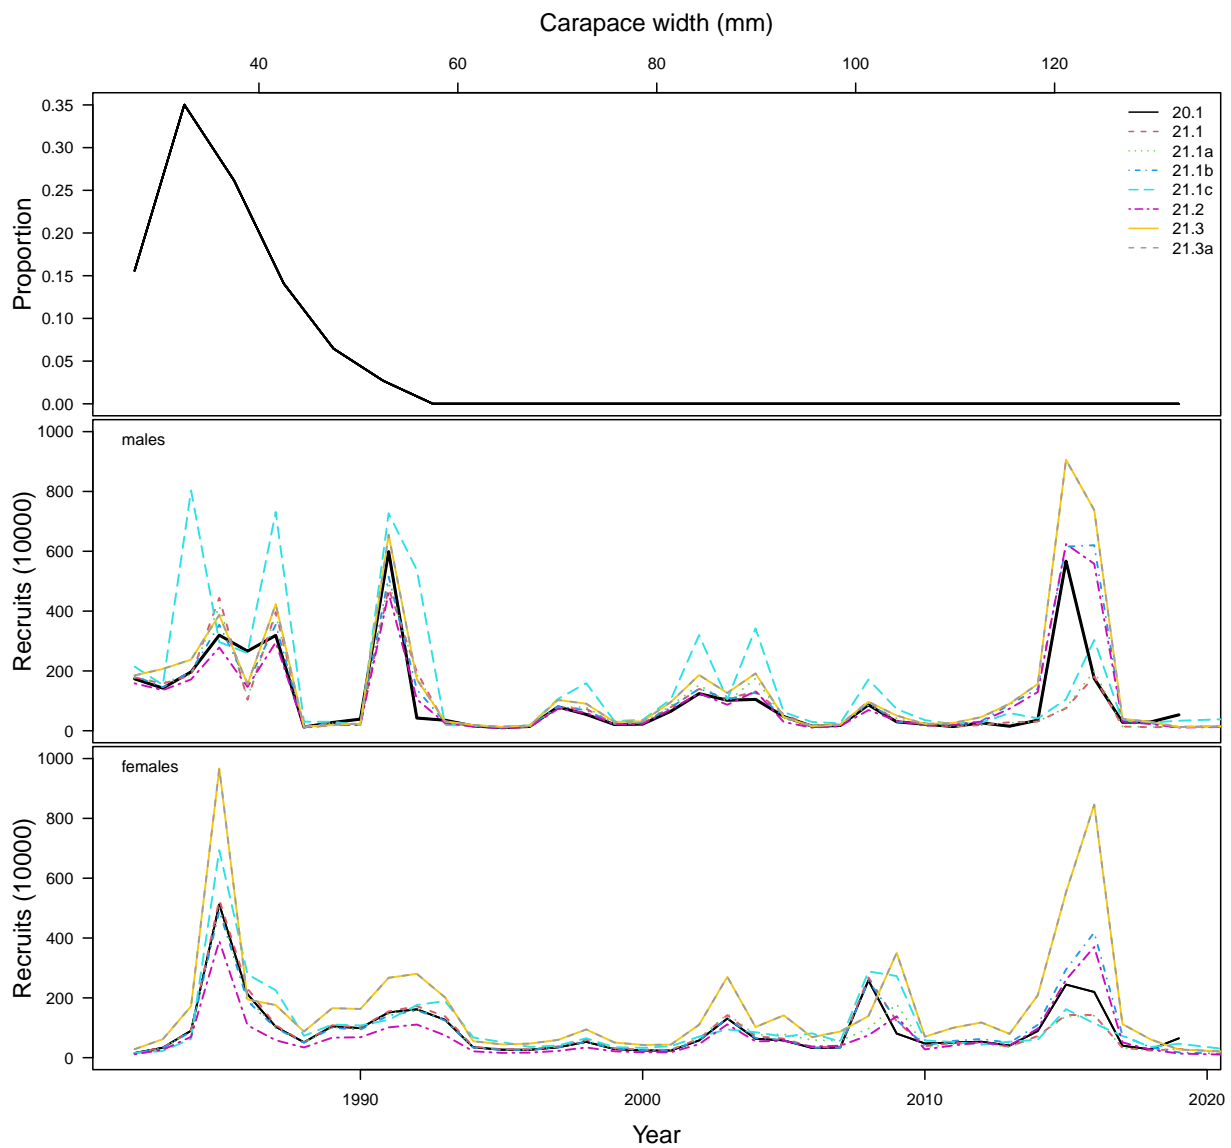 Carapace width (mm)
40 60 80 100 120
Proportion
0.35
0.30
0.25
0.20
0.15
0.10
0.05
0.00
20.1
21.1
21.1a
21.1b
21.1c
21.2
21.3
21.3a
males
Recruits (10000)
1000
800
600
400
200
0
females
Recruits (10000)
1000
800
600
400
200
0
1990 2000 2010 2020
Year